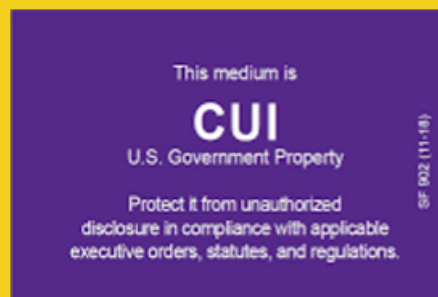 This medium is
CUI
U.S. Government Property
Protect it from unauthorized
disclosure in compliance with applicable
executive orders, statutes, and regulations.
SF 902 (11-18)